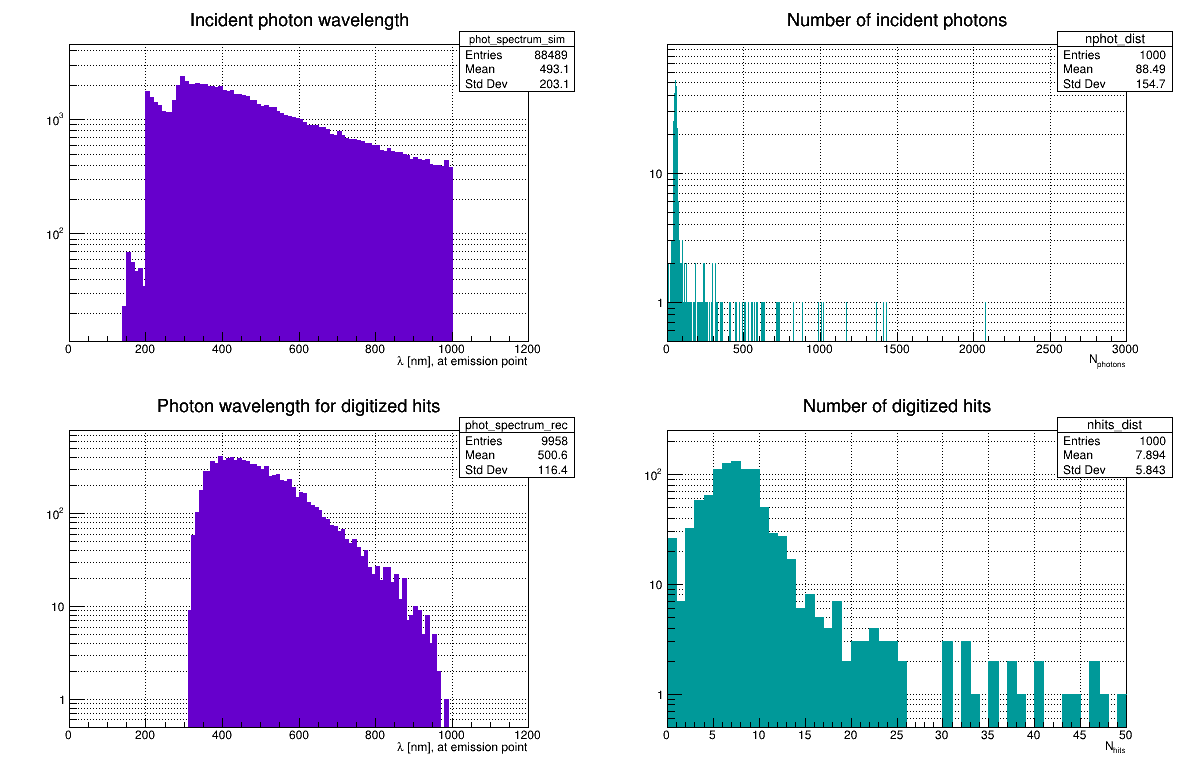 Incident photon wavelength
phot_spectrum_sim
Entries 88489
Mean 493.1
Std Dev 203.1
10³
10²
0 200 400 600 800 1000 1200
λ [nm], at emission point
Number of incident photons
nphot_dist
Entries 1000
Mean 88.49
Std Dev 154.7
10
1
0 500 1000 1500 2000 2500 3000
N_photons
Photon wavelength for digitized hits
phot_spectrum_rec
Entries 9958
Mean 500.6
Std Dev 116.4
10²
10
1
0 200 400 600 800 1000 1200
λ [nm], at emission point
Number of digitized hits
nhits_dist
Entries 1000
Mean 7.894
Std Dev 5.843
10²
10
1
0 5 10 15 20 25 30 35 40 45 50
N_hits